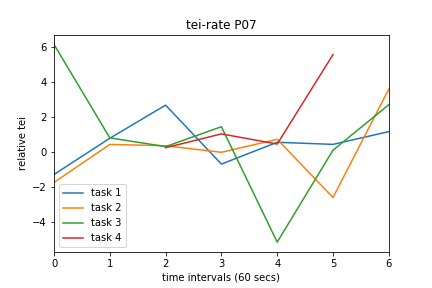 tei-rate P07
6
4
2
0
−2
−4
relative tei
task 1
task 2
task 3
task 4
0 1 2 3 4 5 6
time intervals (60 secs)